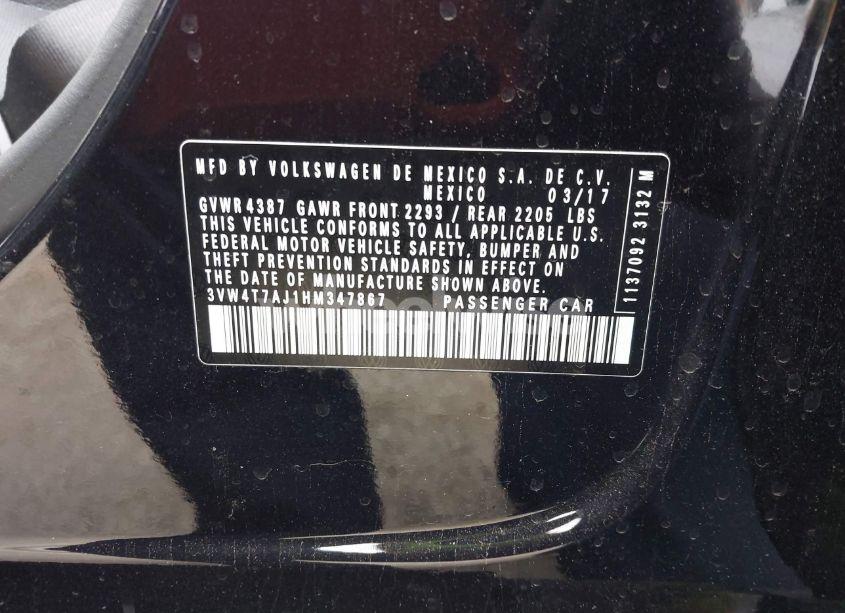 MFD BY VOLKSWAGEN DE MEXICO S.A. DE C.V.
MEXICO 03/17
GVWR 4387 GAWR FRONT 2293 / REAR 2205 LBS
THIS VEHICLE CONFORMS TO ALL APPLICABLE U.S.
FEDERAL MOTOR VEHICLE SAFETY, BUMPER AND
THEFT PREVENTION STANDARDS IN EFFECT ON
THE DATE OF MANUFACTURE SHOWN ABOVE.
3VW4T7AJ1HM347867 PASSENGER CAR
1137092 3132 M